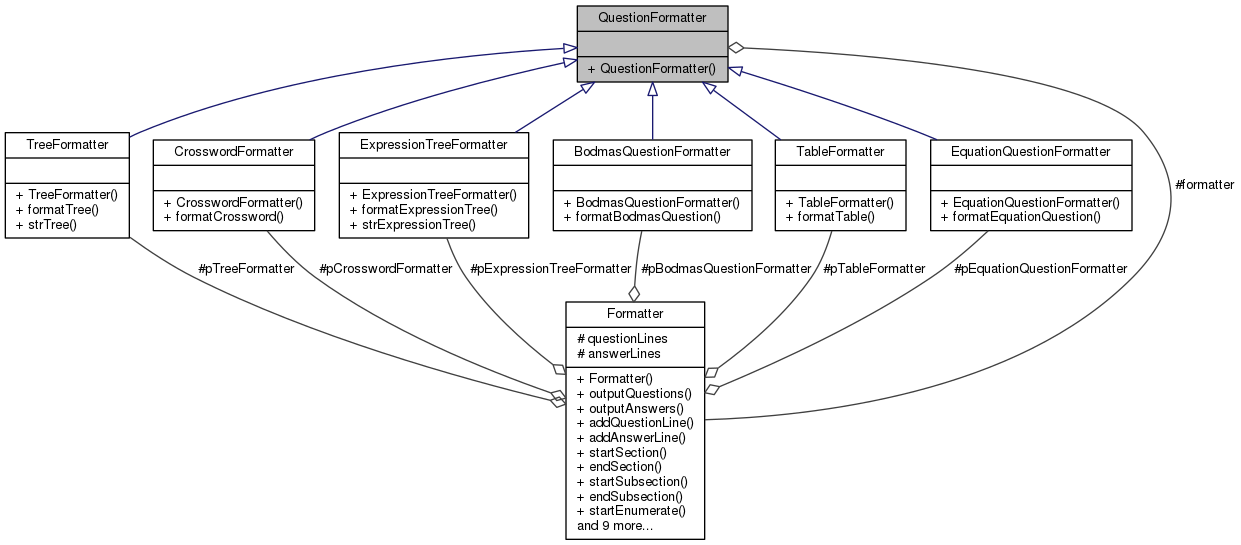 QuestionFormatter
+ QuestionFormatter()
TreeFormatter
+ TreeFormatter()
+ formatTree()
+ strTree()
CrosswordFormatter
+ CrosswordFormatter()
+ formatCrossword()
ExpressionTreeFormatter
+ ExpressionTreeFormatter()
+ formatExpressionTree()
+ strExpressionTree()
BodmasQuestionFormatter
+ BodmasQuestionFormatter()
+ formatBodmasQuestion()
TableFormatter
+ TableFormatter()
+ formatTable()
EquationQuestionFormatter
+ EquationQuestionFormatter()
+ formatEquationQuestion()
#formatter
#pTreeFormatter
#pCrosswordFormatter
#pExpressionTreeFormatter
#pBodmasQuestionFormatter
#pTableFormatter
#pEquationQuestionFormatter
Formatter
# questionLines
# answerLines
+ Formatter()
+ outputQuestions()
+ outputAnswers()
+ addQuestionLine()
+ addAnswerLine()
+ startSection()
+ endSection()
+ startSubsection()
+ endSubsection()
+ startEnumerate()
and 9 more...